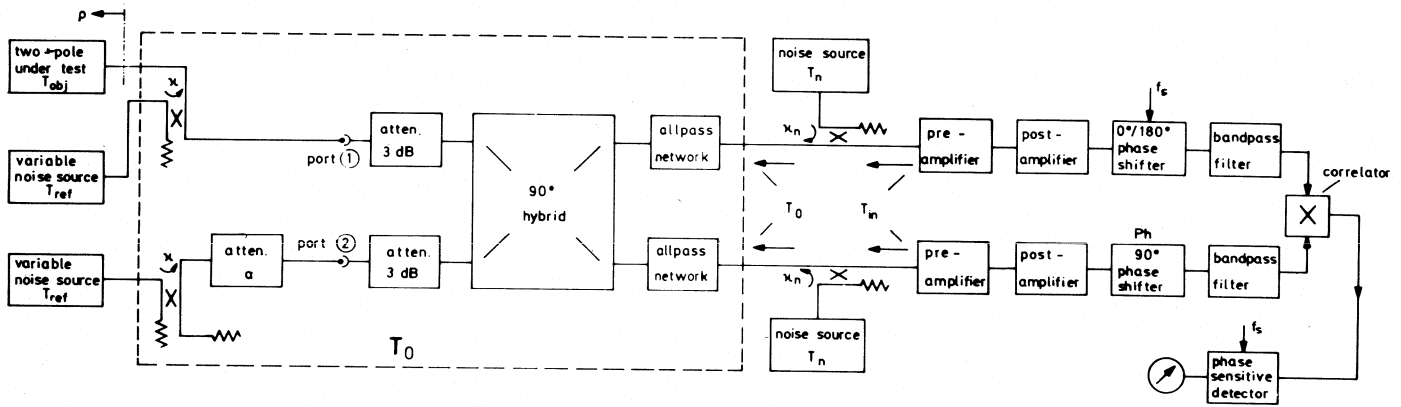 ρ
two-pole
under test
T_obj
ϰ
variable
noise source
T_ref
port ①
atten.
3 dB
90°
hybrid
allpass
network
noise source
T_n
ϰ_n
pre-
amplifier
post-
amplifier
f_s
0°/180°
phase
shifter
bandpass
filter
correlator
X
T_0
T_in
variable
noise source
T_ref
ϰ
atten.
α
port ②
atten.
3 dB
allpass
network
ϰ_n
noise source
T_n
pre-
amplifier
post-
amplifier
Ph
90°
phase
shifter
bandpass
filter
T_0
f_s
phase
sensitive
detector